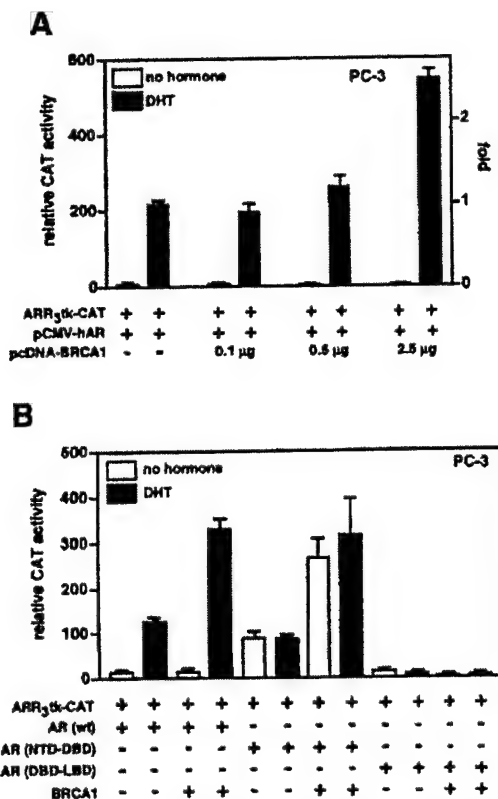 A
600
400
200
0
relative CAT activity
no hormone
DHT
PC-3
2
1
0
fold
ARR3tk-CAT + + + + + + + +
pCMV-hAR + + + + + + + +
pcDNA-BRCA1 - - 0.1 µg 0.5 µg 2.5 µg
B
500
400
300
200
100
0
relative CAT activity
no hormone
DHT
PC-3
ARR3tk-CAT + + + + + + + + + + + +
AR (wt) + + + + - - - - - - - -
AR (NTD-DBD) - - - - + + + + - - - -
AR (DBD-LBD) - - - - - - - - + + + +
BRCA1 - - + + - - + + - - + +